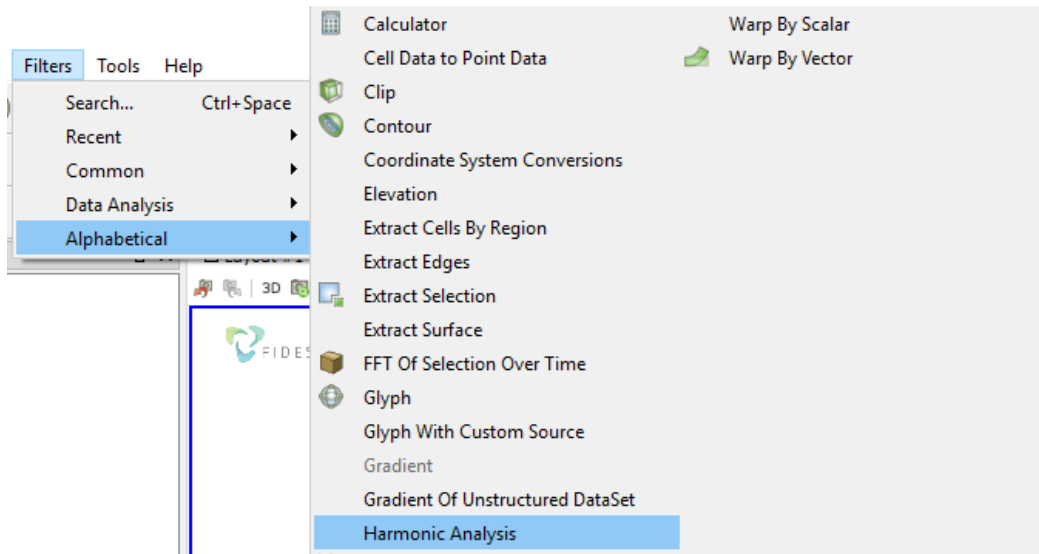 Filters Tools Help
Search... Ctrl+Space
Recent
Common
Data Analysis
Alphabetical
3D
FIDES
Calculator
Cell Data to Point Data
Clip
Contour
Coordinate System Conversions
Elevation
Extract Cells By Region
Extract Edges
Extract Selection
Extract Surface
FFT Of Selection Over Time
Glyph
Glyph With Custom Source
Gradient
Gradient Of Unstructured DataSet
Harmonic Analysis
Warp By Scalar
Warp By Vector